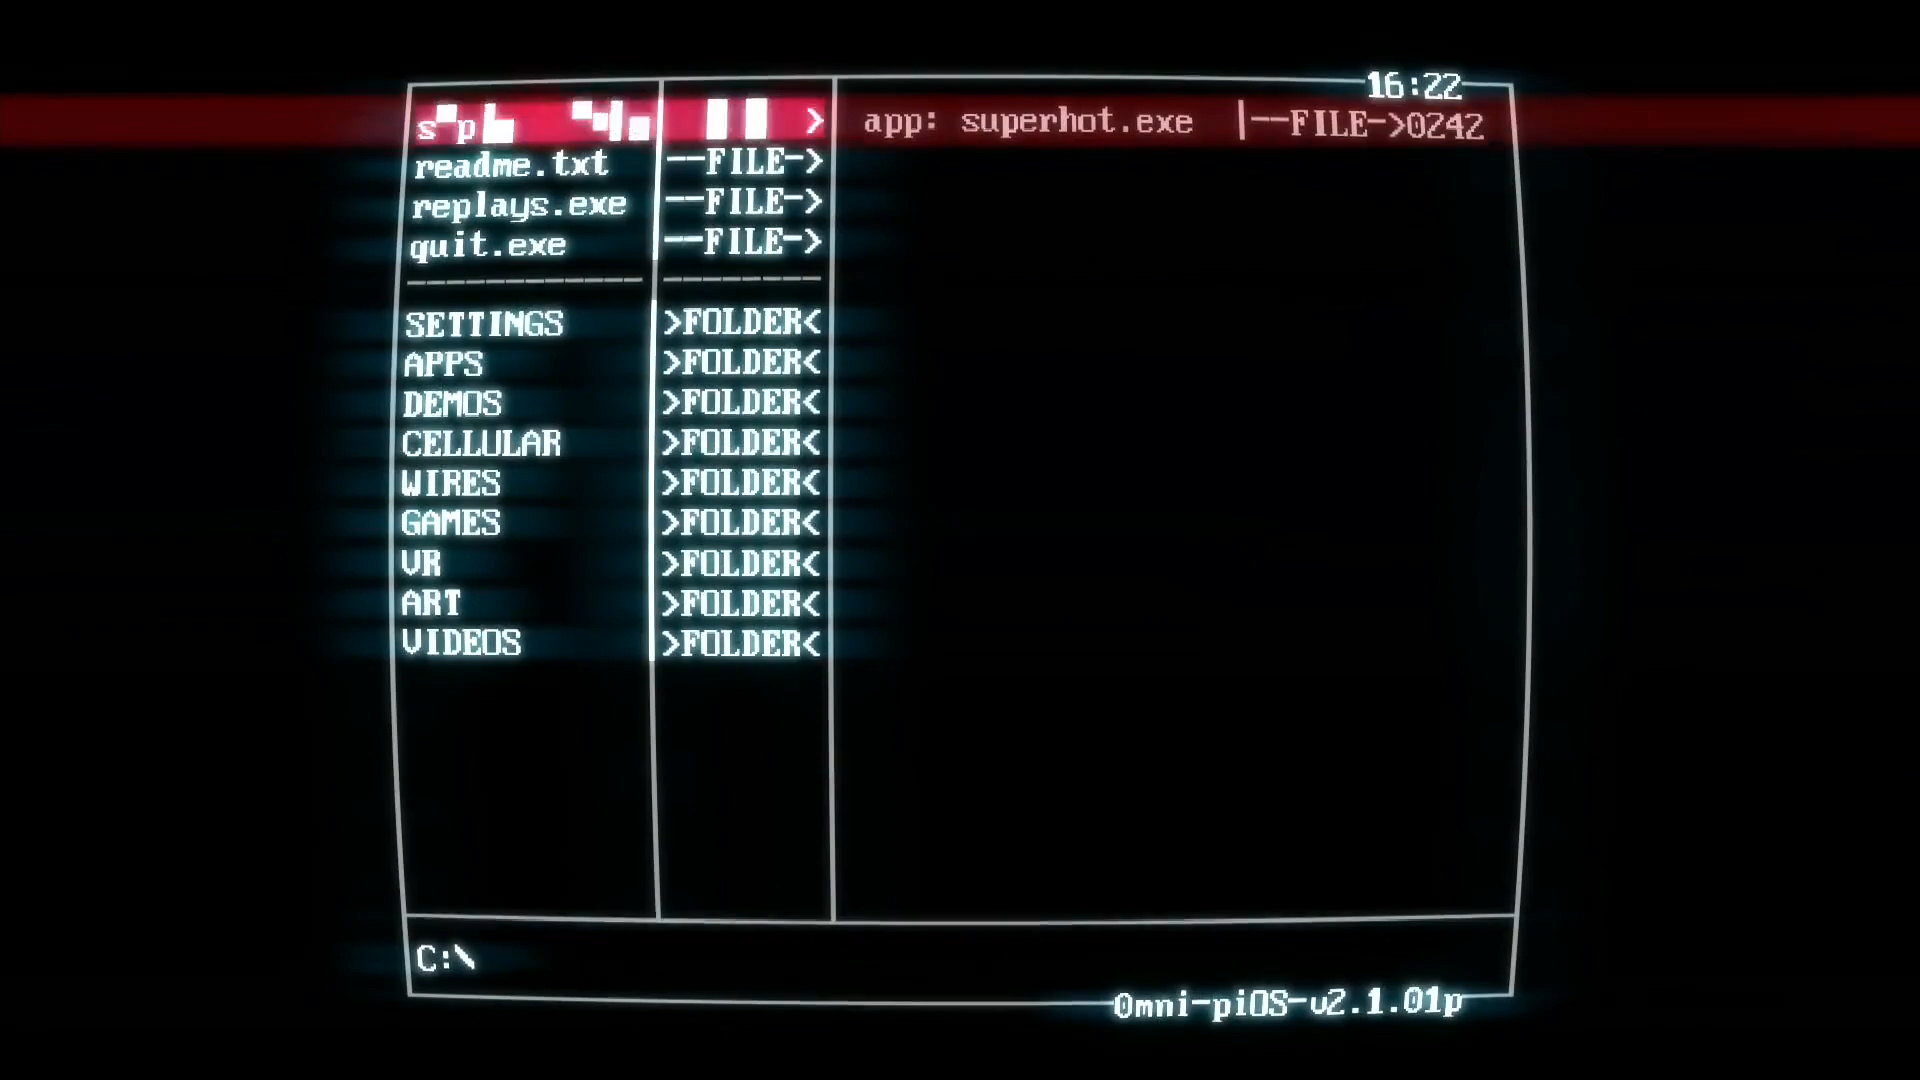 16:22
app: superhot.exe |--FILE->0242
readme.txt --FILE->
replays.exe --FILE->
quit.exe --FILE->
SETTINGS >FOLDER<
APPS >FOLDER<
DEMOS >FOLDER<
CELLULAR >FOLDER<
WIRES >FOLDER<
GAMES >FOLDER<
VR >FOLDER<
ART >FOLDER<
VIDEOS >FOLDER<
C:\
0mni-piOS-v2.1.01p